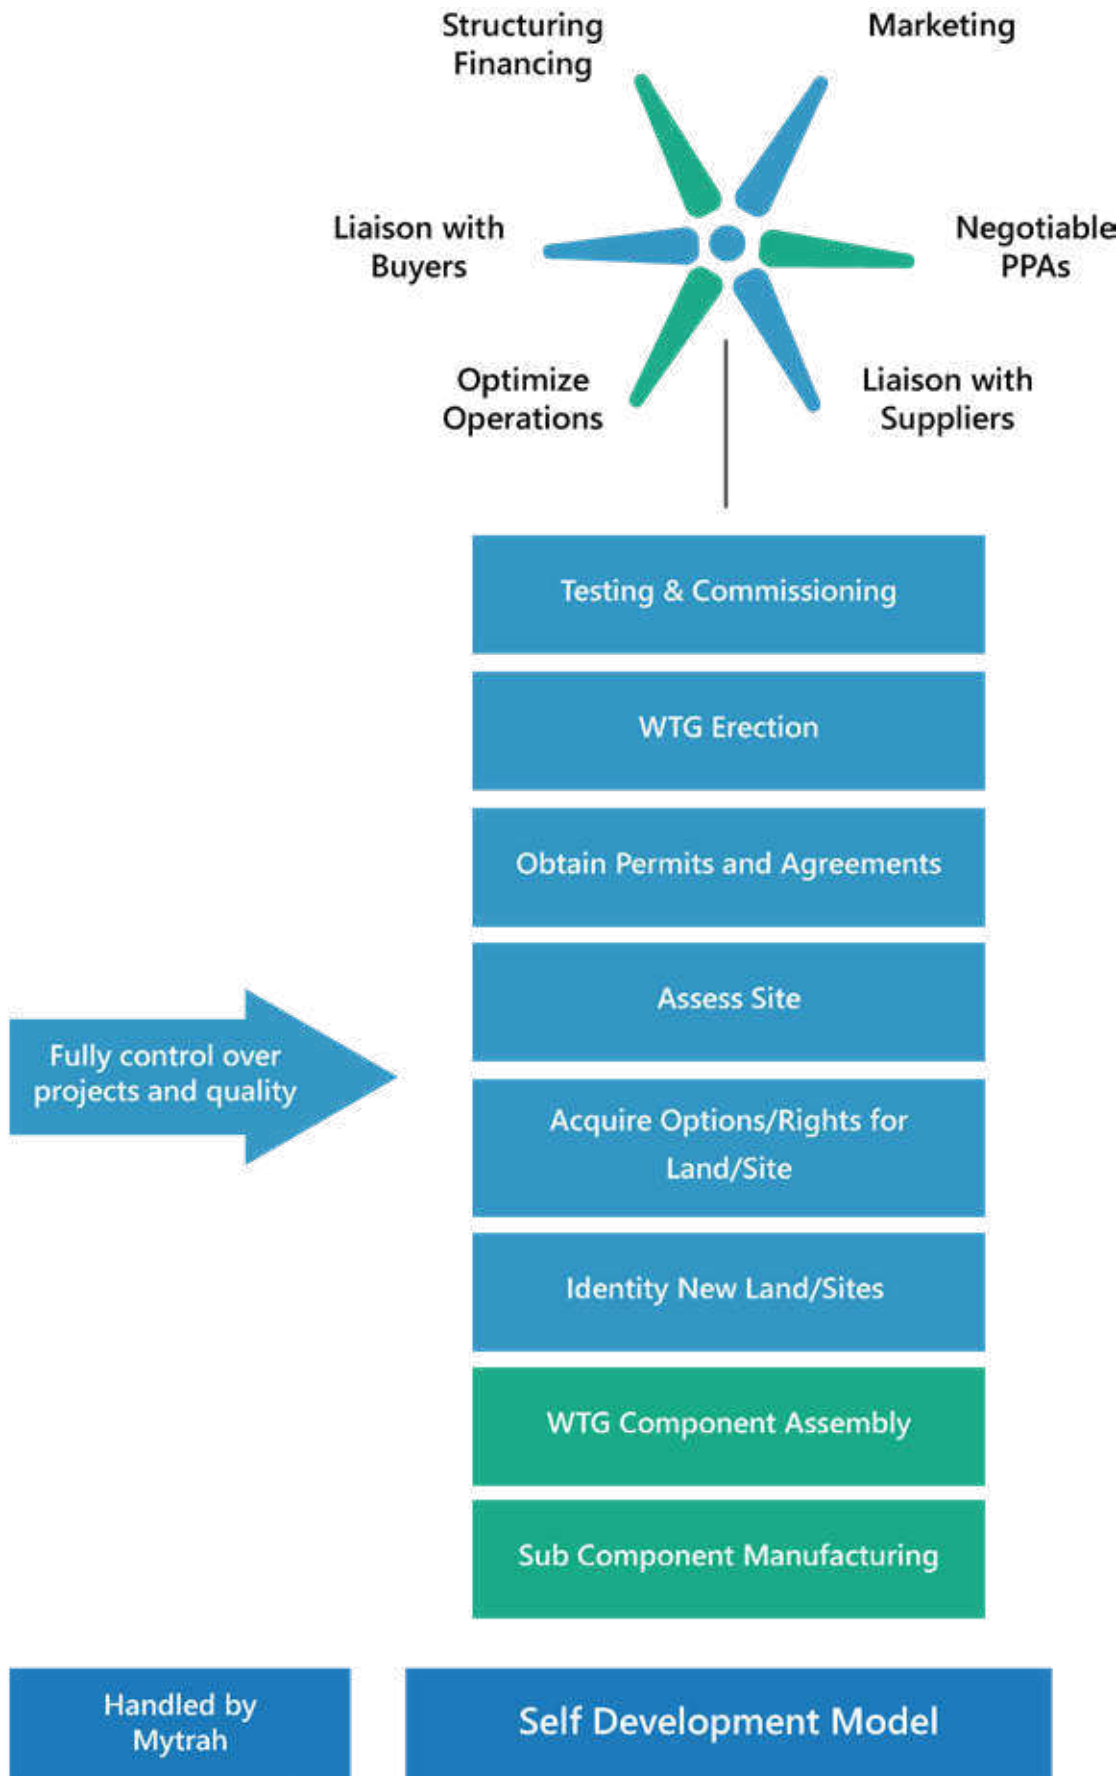 Structuring
Financing
Marketing
Liaison with
Buyers
Negotiable
PPAs
Optimize
Operations
Liaison with
Suppliers
Testing & Commissioning
WTG Erection
Obtain Permits and Agreements
Assess Site
Fully control over
projects and quality
Acquire Options/Rights for
Land/Site
Identity New Land/Sites
WTG Component Assembly
Sub Component Manufacturing
Handled by
Mytrah
Self Development Model